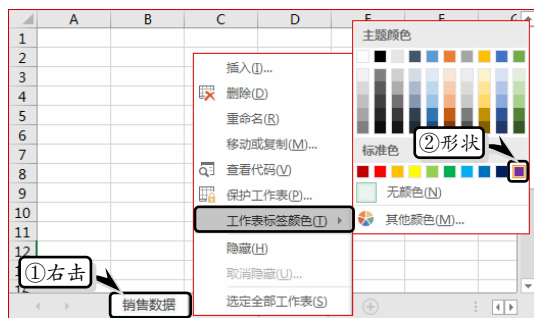 A B C D
1
2
3
4
5
6
7
8
9
10
11
12
插入(I)...
删除(D)
重命名(R)
移动或复制(M)...
查看代码(V)
保护工作表(P)...
工作表标签颜色(T)
隐藏(H)
取消隐藏(U)...
选定全部工作表(S)
主题颜色
标准色
②形状
无颜色(N)
其他颜色(M)...
①右击
销售数据